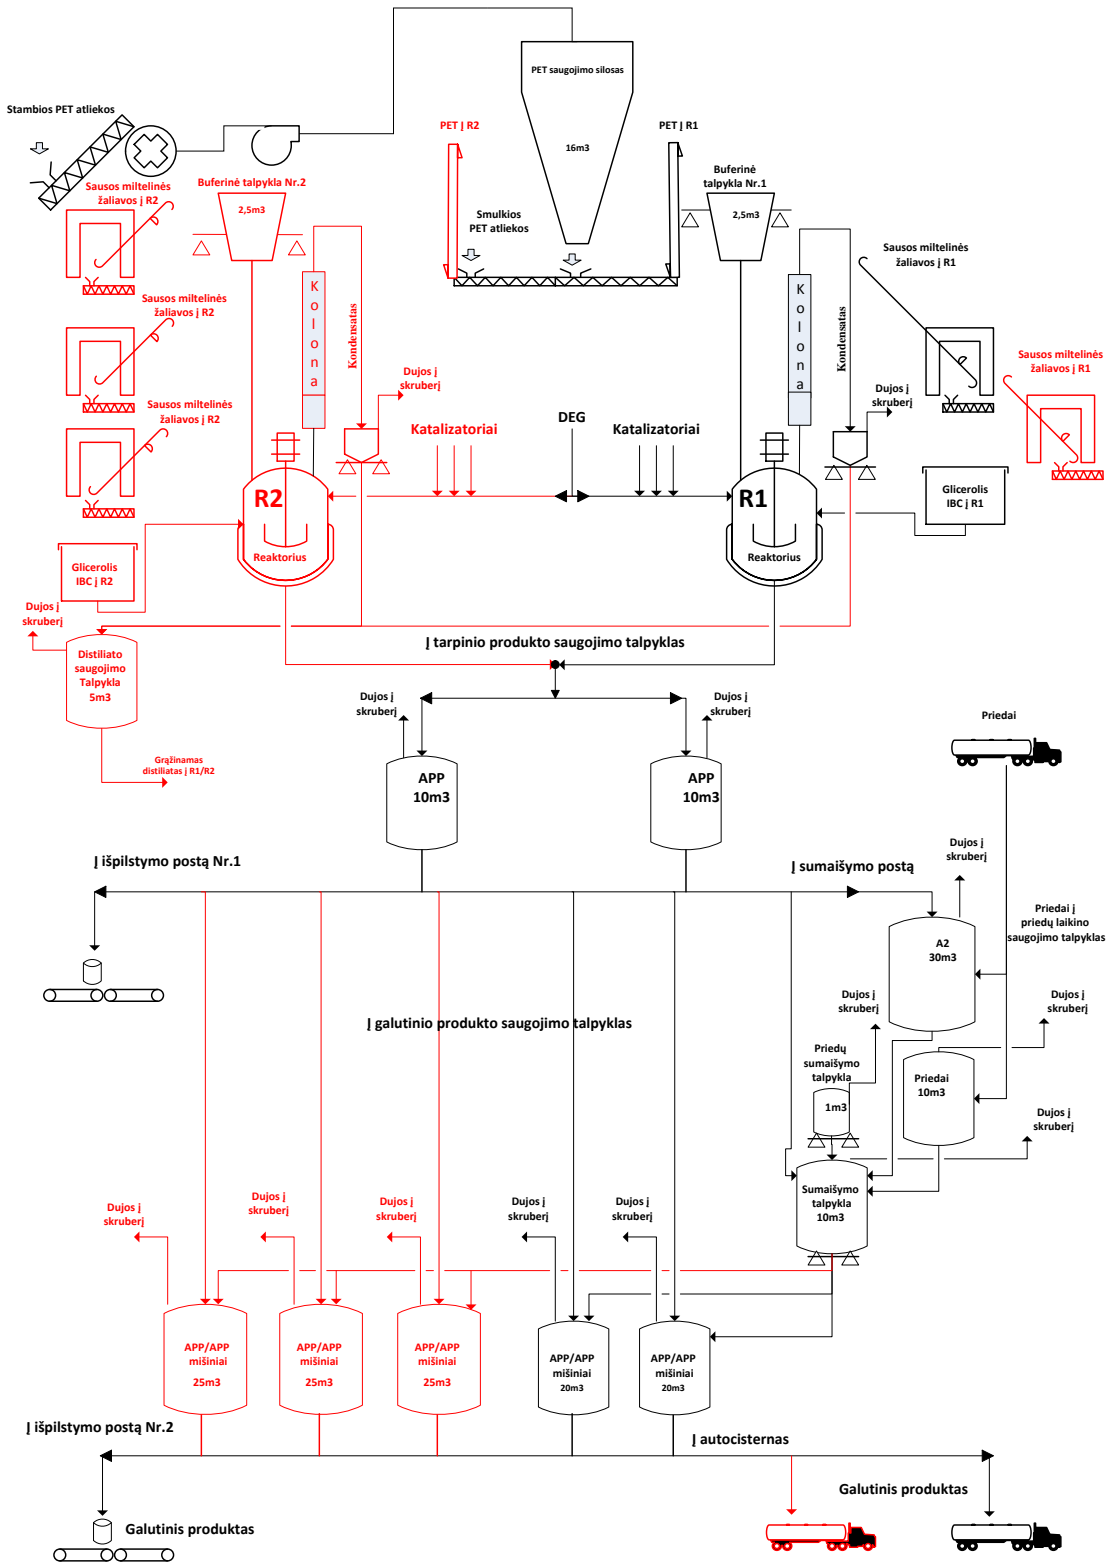 PET saugojimo silosas
16m3
Stambios PET atliekos
PET Į R2
PET Į R1
Sausos miltelinės
žaliavos į R2
Buferinė talpykla Nr.2
2,5m3
Smulkios
PET atliekos
Buferinė
talpykla Nr.1
2,5m3
Sausos miltelinės
žaliavos į R1
Kolona
Kondensatas
Kolona
Kondensatas
Sausos miltelinės
žaliavos į R2
Sausos miltelinės
žaliavos į R1
Dujos į
skruberį
Dujos į
skruberį
Sausos miltelinės
žaliavos į R2
Katalizatoriai
DEG
Katalizatoriai
R2
Reaktorius
R1
Reaktorius
Glicerolis
IBC į R1
Glicerolis
IBC į R2
Dujos į
skruberį
Distiliato
saugojimo
Talpykla
5m3
Į tarpinio produkto saugojimo talpyklas
Dujos į
skruberį
Dujos į
skruberį
Priedai
Grąžinamas
distiliatas į R1/R2
APP
10m3
APP
10m3
Į išpilstymo postą Nr.1
Į sumaišymo postą
Dujos į
skruberį
Priedai į
priedų laikino
saugojimo talpyklas
A2
30m3
Dujos į
skruberį
Dujos į
skruberį
Į galutinio produkto saugojimo talpyklas
Priedų
sumaišymo
talpykla
1m3
Priedai
10m3
Dujos į
skruberį
Sumaišymo
talpykla
10m3
Dujos į
skruberį
Dujos į
skruberį
Dujos į
skruberį
Dujos į
skruberį
Dujos į
skruberį
APP/APP
mišiniai
25m3
APP/APP
mišiniai
25m3
APP/APP
mišiniai
25m3
APP/APP
mišiniai
20m3
APP/APP
mišiniai
20m3
Į išpilstymo postą Nr.2
Į autocisternas
Galutinis produktas
Galutinis produktas